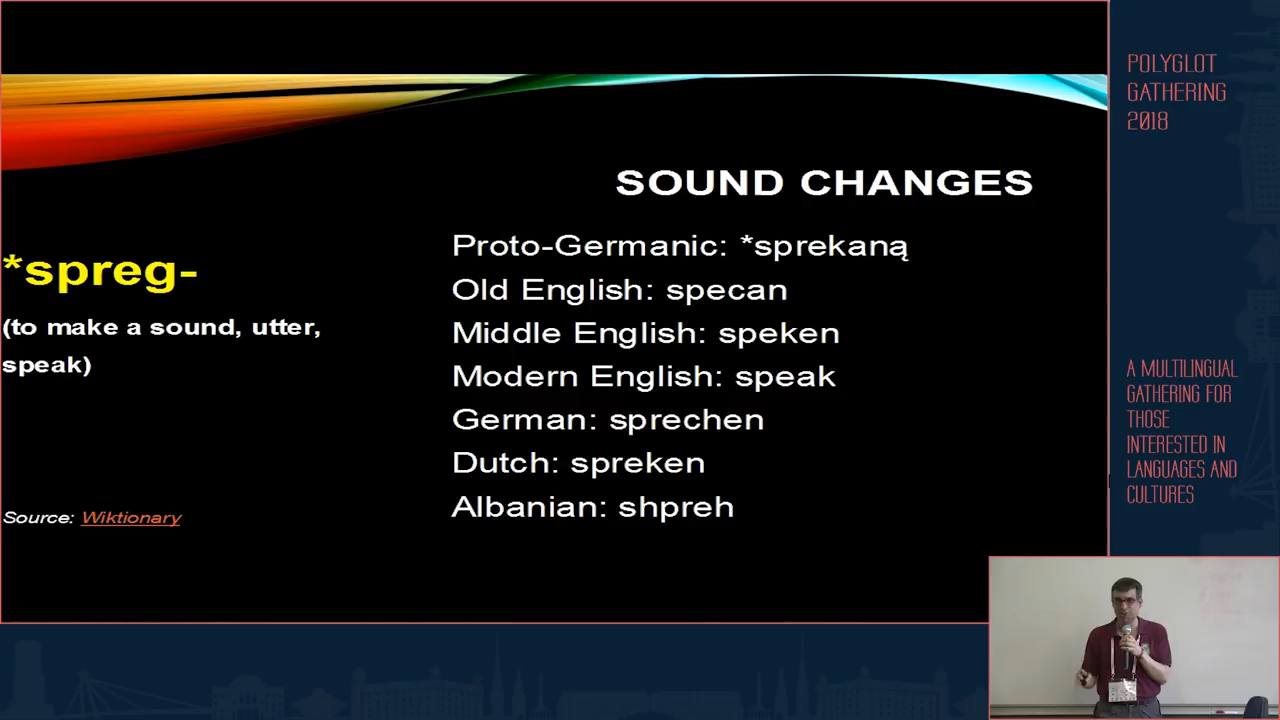 SOUND CHANGES
*spreg-
(to make a sound, utter,
speak)
Source: Wiktionary
Proto-Germanic: *sprekaną
Old English: specan
Middle English: speken
Modern English: speak
German: sprechen
Dutch: spreken
Albanian: shpreh
POLYGLOT
GATHERING
2018
A MULTILINGUAL
GATHERING FOR
THOSE
INTERESTED IN
LANGUAGES AND
CULTURES